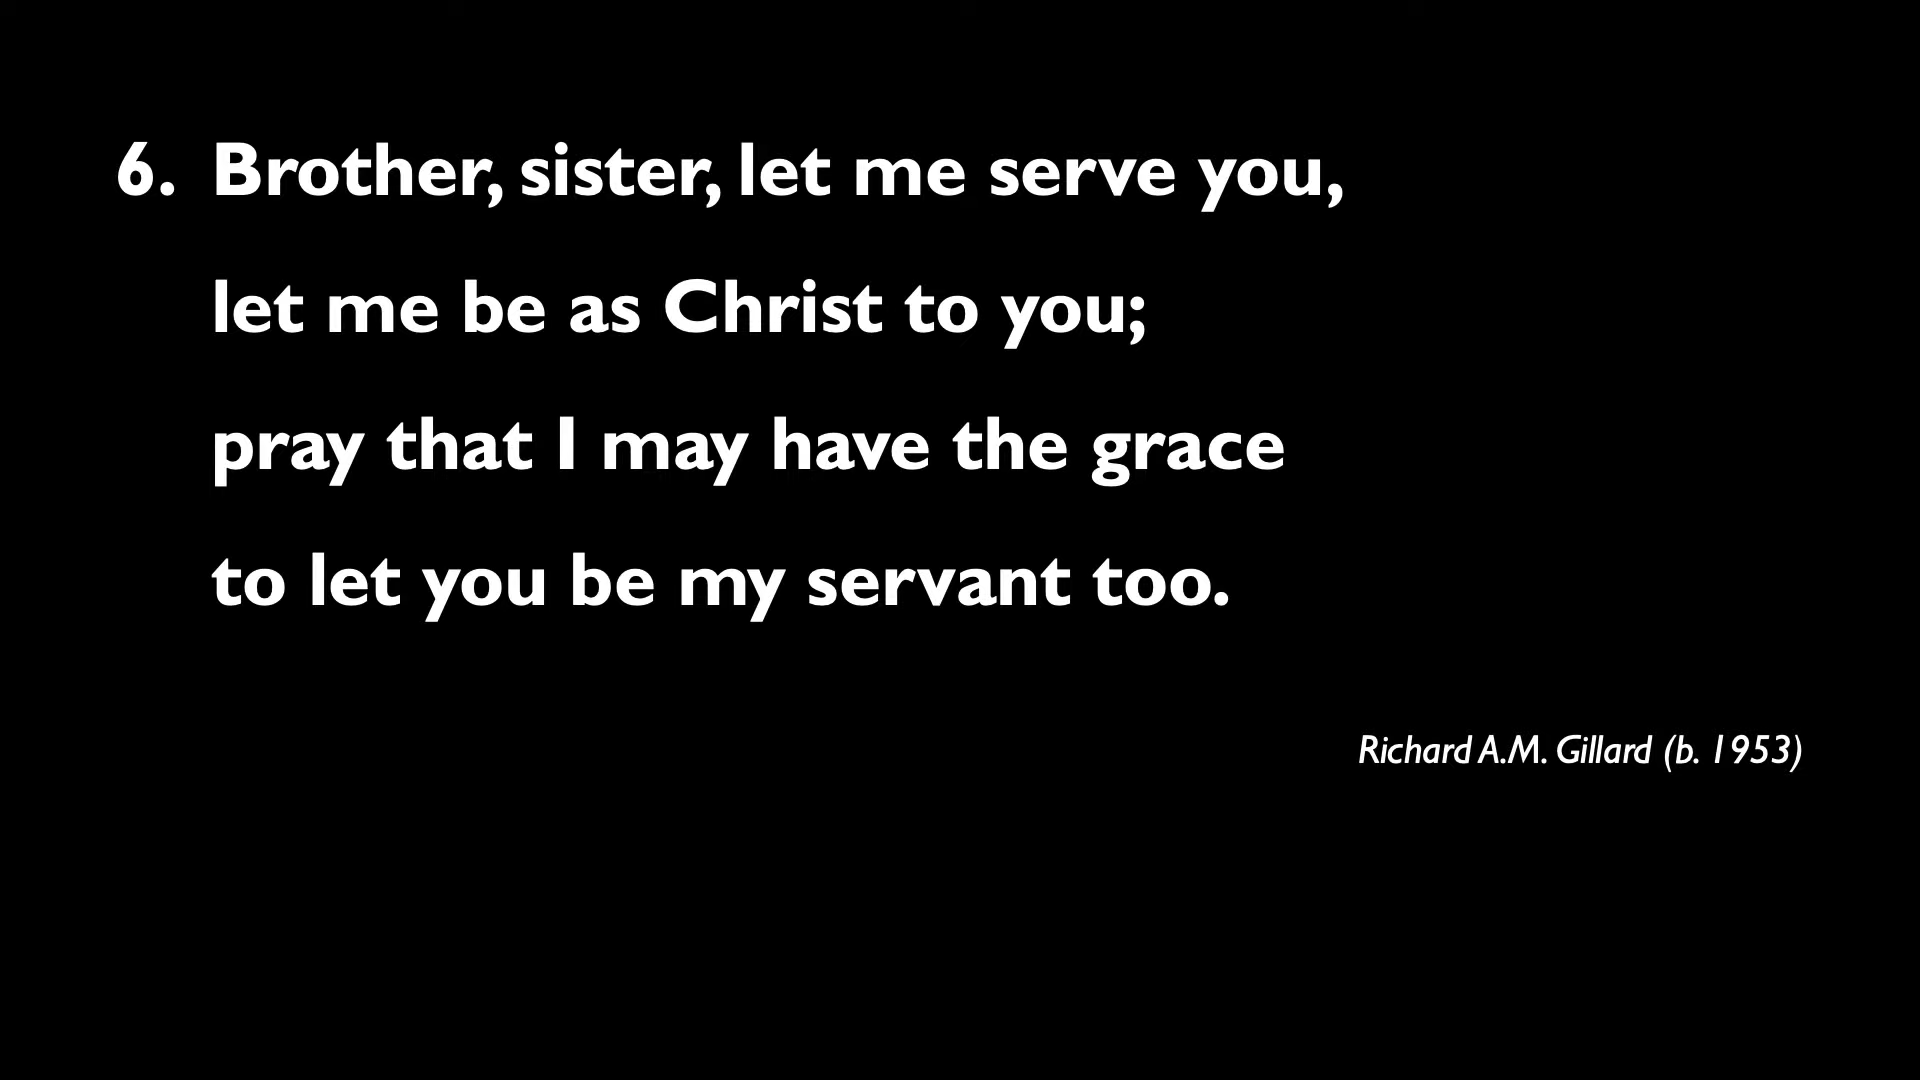 6. Brother, sister, let me serve you,
let me be as Christ to you;
pray that I may have the grace
to let you be my servant too.
Richard A.M. Gillard (b. 1953)